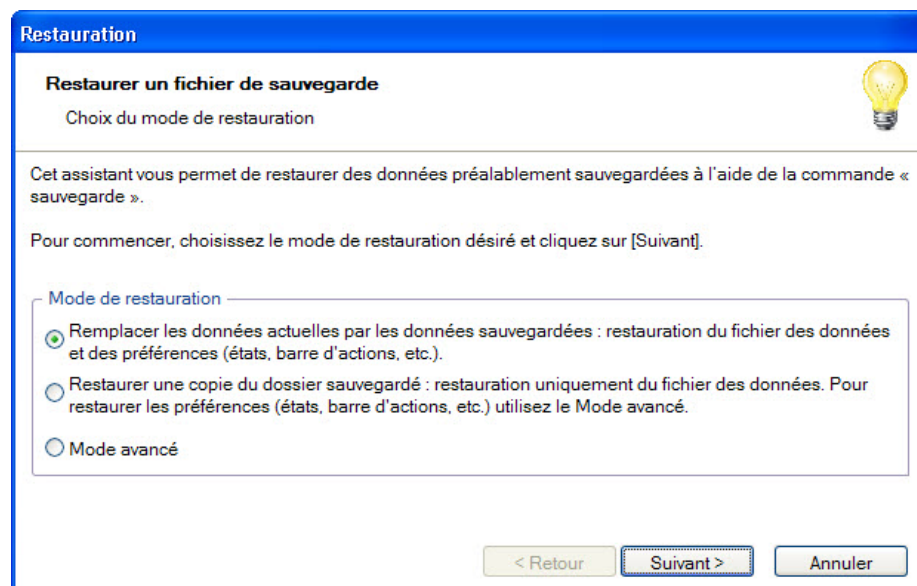 Restauration
Restaurer un fichier de sauvegarde
Choix du mode de restauration
Cet assistant vous permet de restaurer des données préalablement sauvegardées à l'aide de la commande «
sauvegarde ».
Pour commencer, choisissez le mode de restauration désiré et cliquez sur [Suivant].
Mode de restauration
Remplacer les données actuelles par les données sauvegardées : restauration du fichier des données
et des préférences (états, barre d'actions, etc.).
Restaurer une copie du dossier sauvegardé : restauration uniquement du fichier des données. Pour
restaurer les préférences (états, barre d'actions, etc.) utilisez le Mode avancé.
Mode avancé
< Retour
Suivant >
Annuler